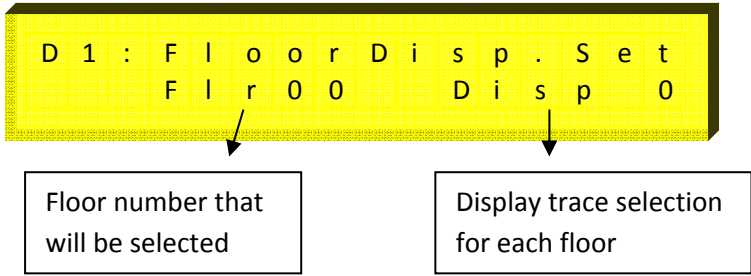 D1:FloorDisp.Set
Flr00 Disp 0
Floor number that
will be selected
Display trace selection
for each floor